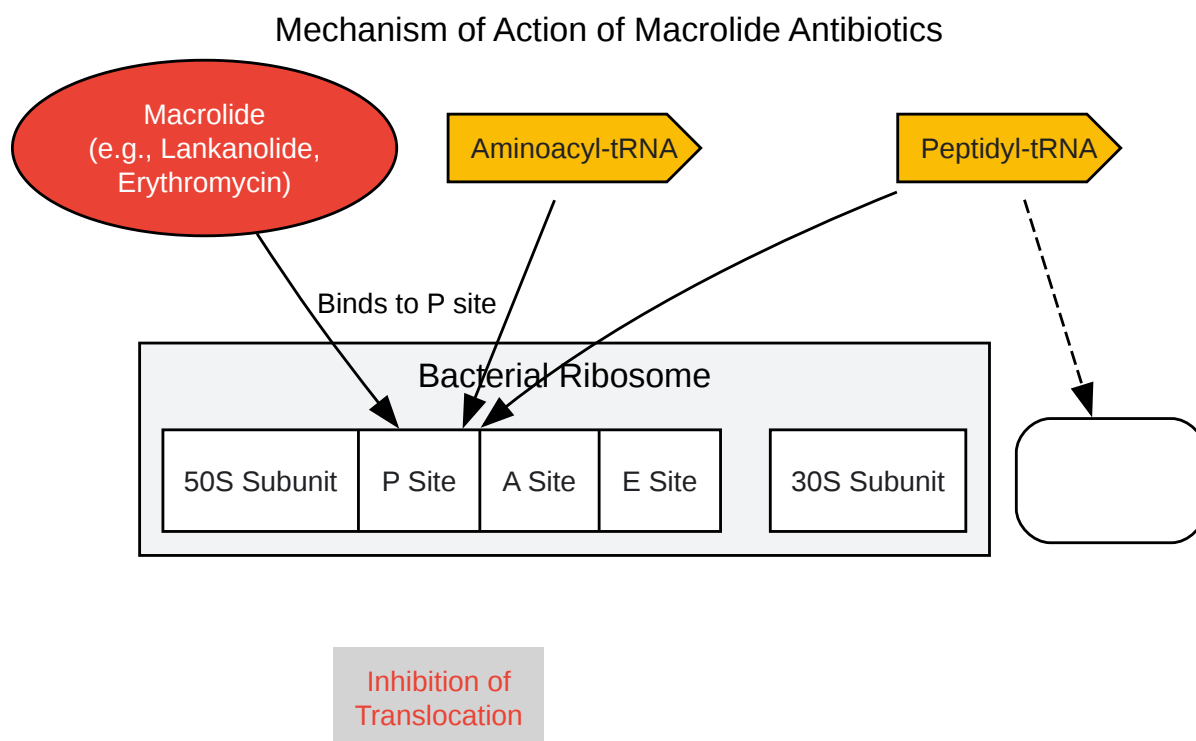 Mechanism of Action of Macrolide Antibiotics
Macrolide
(e.g., Lankanolide,
Erythromycin)
Aminoacyl-tRNA
Peptidyl-tRNA
Binds to P site
Bacterial Ribosome
50S Subunit
P Site
A Site
E Site
30S Subunit
Inhibition of
Translocation